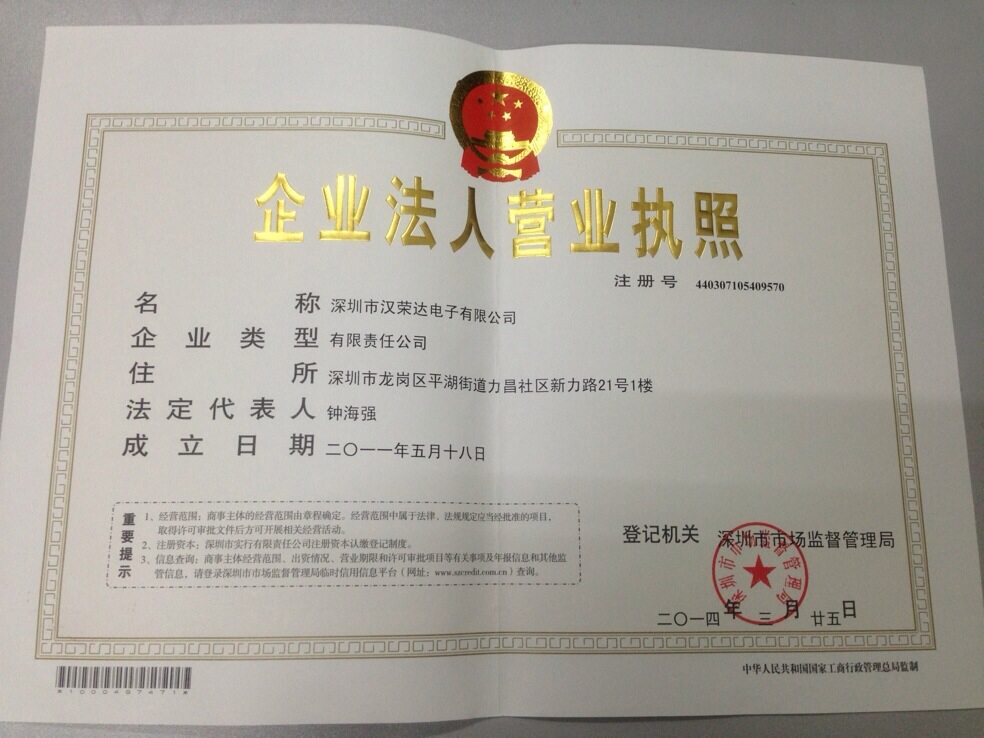 企业法人营业执照
注册号 440307105409570
名称 深圳市汉荣达电子有限公司
企业类型 有限责任公司
住所 深圳市龙岗区平湖街道力昌社区新力路21号1楼
法定代表人 钟海强
成立日期 二〇一一年五月十八日
重要提示
1、经营范围：商事主体的经营范围由章程确定。经营范围中属于法律、法规规定应当经批准的项目，
取得许可审批文件后方可开展相关经营活动。
2、注册资本：深圳市实行有限责任公司注册资本认缴登记制度。
3、信息查询：商事主体经营范围、出资情况、营业期限和许可审批项目等有关事项及年报信息和其他监
管信息，请登录深圳市市场监督管理局临时信用信息平台（网址：www.szcredit.com.cn）查询。
登记机关 深圳市市场监督管理局
深圳市市场监督管理局
二〇一四年三月廿五日
中华人民共和国国家工商行政管理总局监制
*1000497471*